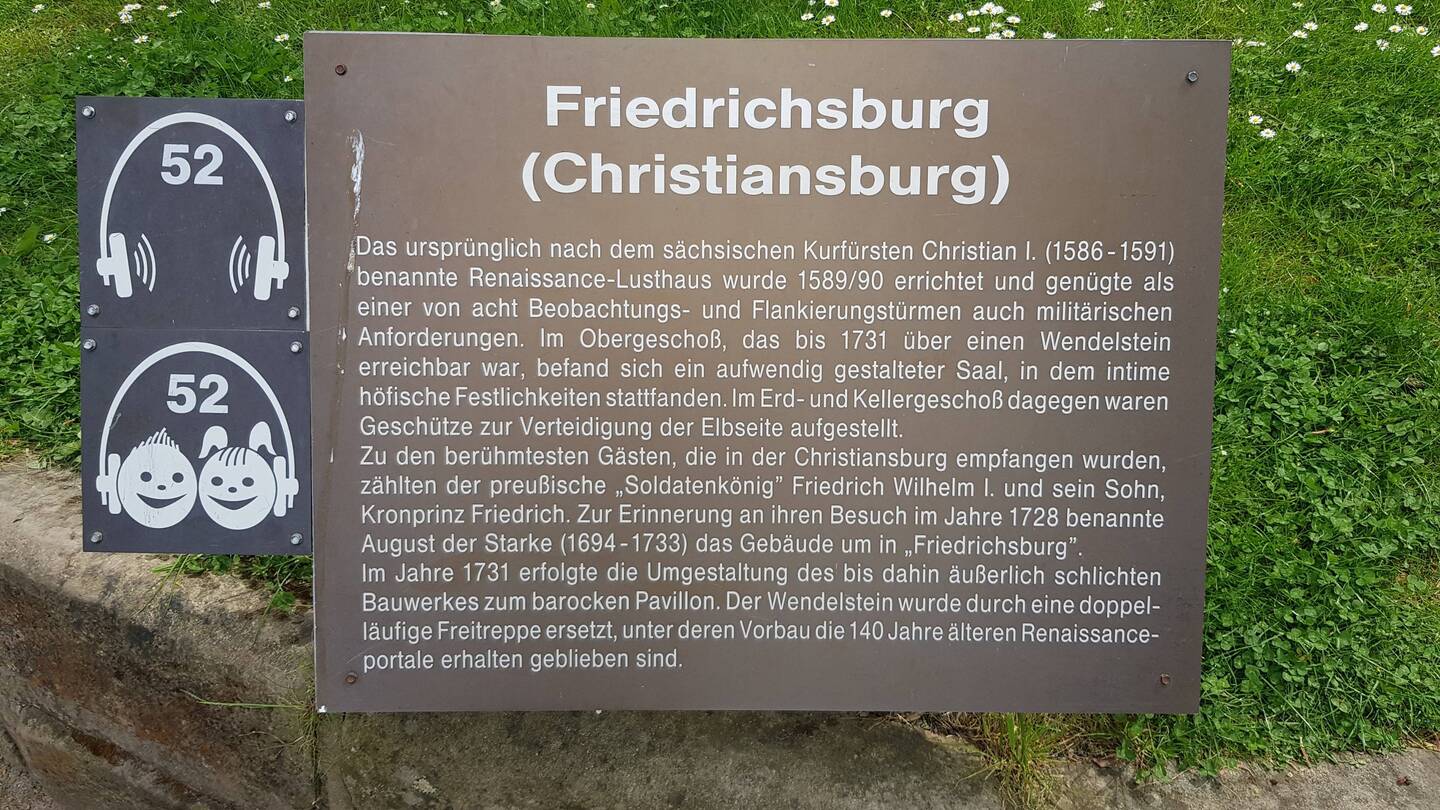 52
52
Friedrichsburg
(Christiansburg)
Das ursprünglich nach dem sächsischen Kurfürsten Christian I. (1586-1591)
benannte Renaissance-Lusthaus wurde 1589/90 errichtet und genügte als
einer von acht Beobachtungs- und Flankierungstürmen auch militärischen
Anforderungen. Im Obergeschoß, das bis 1731 über einen Wendelstein
erreichbar war, befand sich ein aufwendig gestalteter Saal, in dem intime
höfische Festlichkeiten stattfanden. Im Erd- und Kellergeschoß dagegen waren
Geschütze zur Verteidigung der Elbseite aufgestellt.
Zu den berühmtesten Gästen, die in der Christiansburg empfangen wurden,
zählten der preußische „Soldatenkönig” Friedrich Wilhelm I. und sein Sohn,
Kronprinz Friedrich. Zur Erinnerung an ihren Besuch im Jahre 1728 benannte
August der Starke (1694-1733) das Gebäude um in „Friedrichsburg”.
Im Jahre 1731 erfolgte die Umgestaltung des bis dahin äußerlich schlichten
Bauwerkes zum barocken Pavillon. Der Wendelstein wurde durch eine doppel-
läufige Freitreppe ersetzt, unter deren Vorbau die 140 Jahre älteren Renaissance-
portale erhalten geblieben sind.